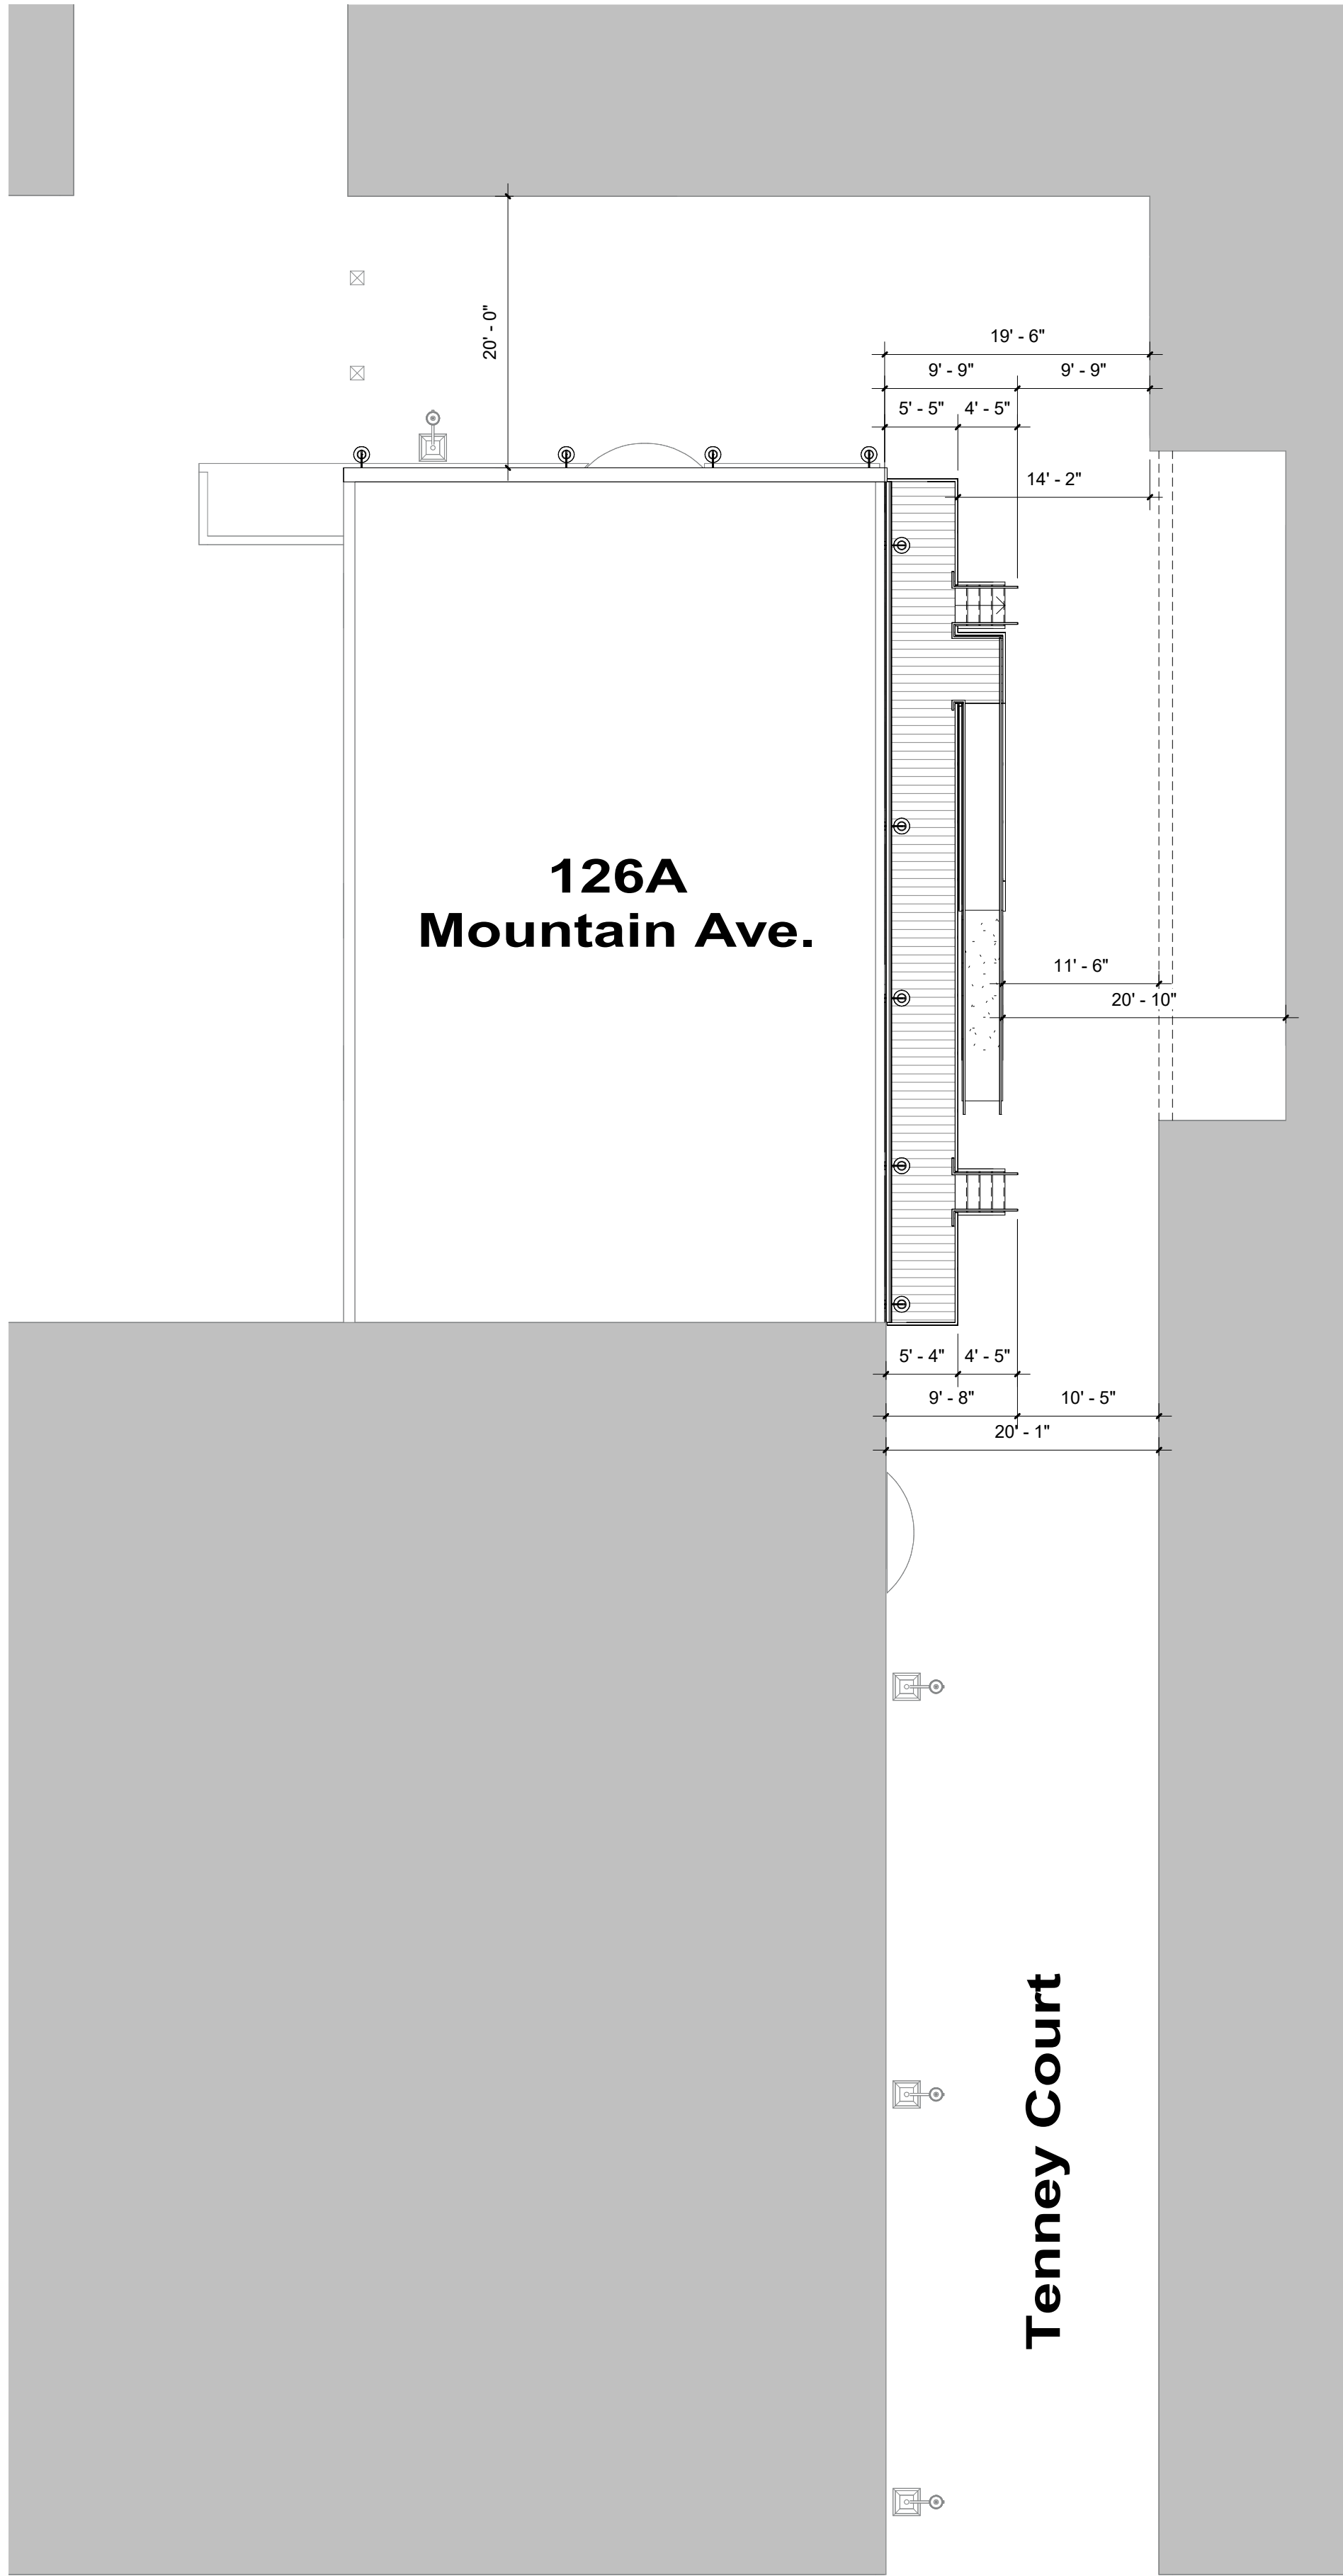 20' - 0"
19' - 6"
9' - 9"
9' - 9"
5' - 5"
4' - 5"
14' - 2"
126A
Mountain Ave.
11' - 6"
20' - 10"
5' - 4"
4' - 5"
9' - 8"
10' - 5"
20' - 1"
Tenney Court